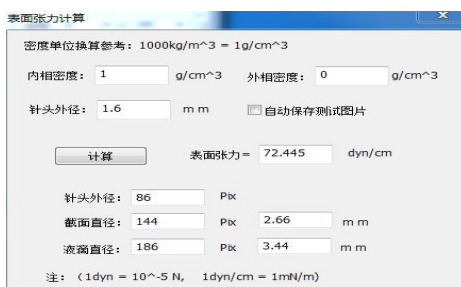 表面张力计算
密度单位换算参考：1000kg/m^3 = 1g/cm^3
内相密度： 1 g/cm^3 外相密度： 0 g/cm^3
针头外径： 1.6 m m 自动保存测试图片
计算 表面张力= 72.445 dyn/cm
针头外径： 86 Pix
截面直径： 144 Pix 2.66 m m
液滴直径： 186 Pix 3.44 m m
注：（1dyn = 10^-5 N, 1dyn/cm = 1mN/m)